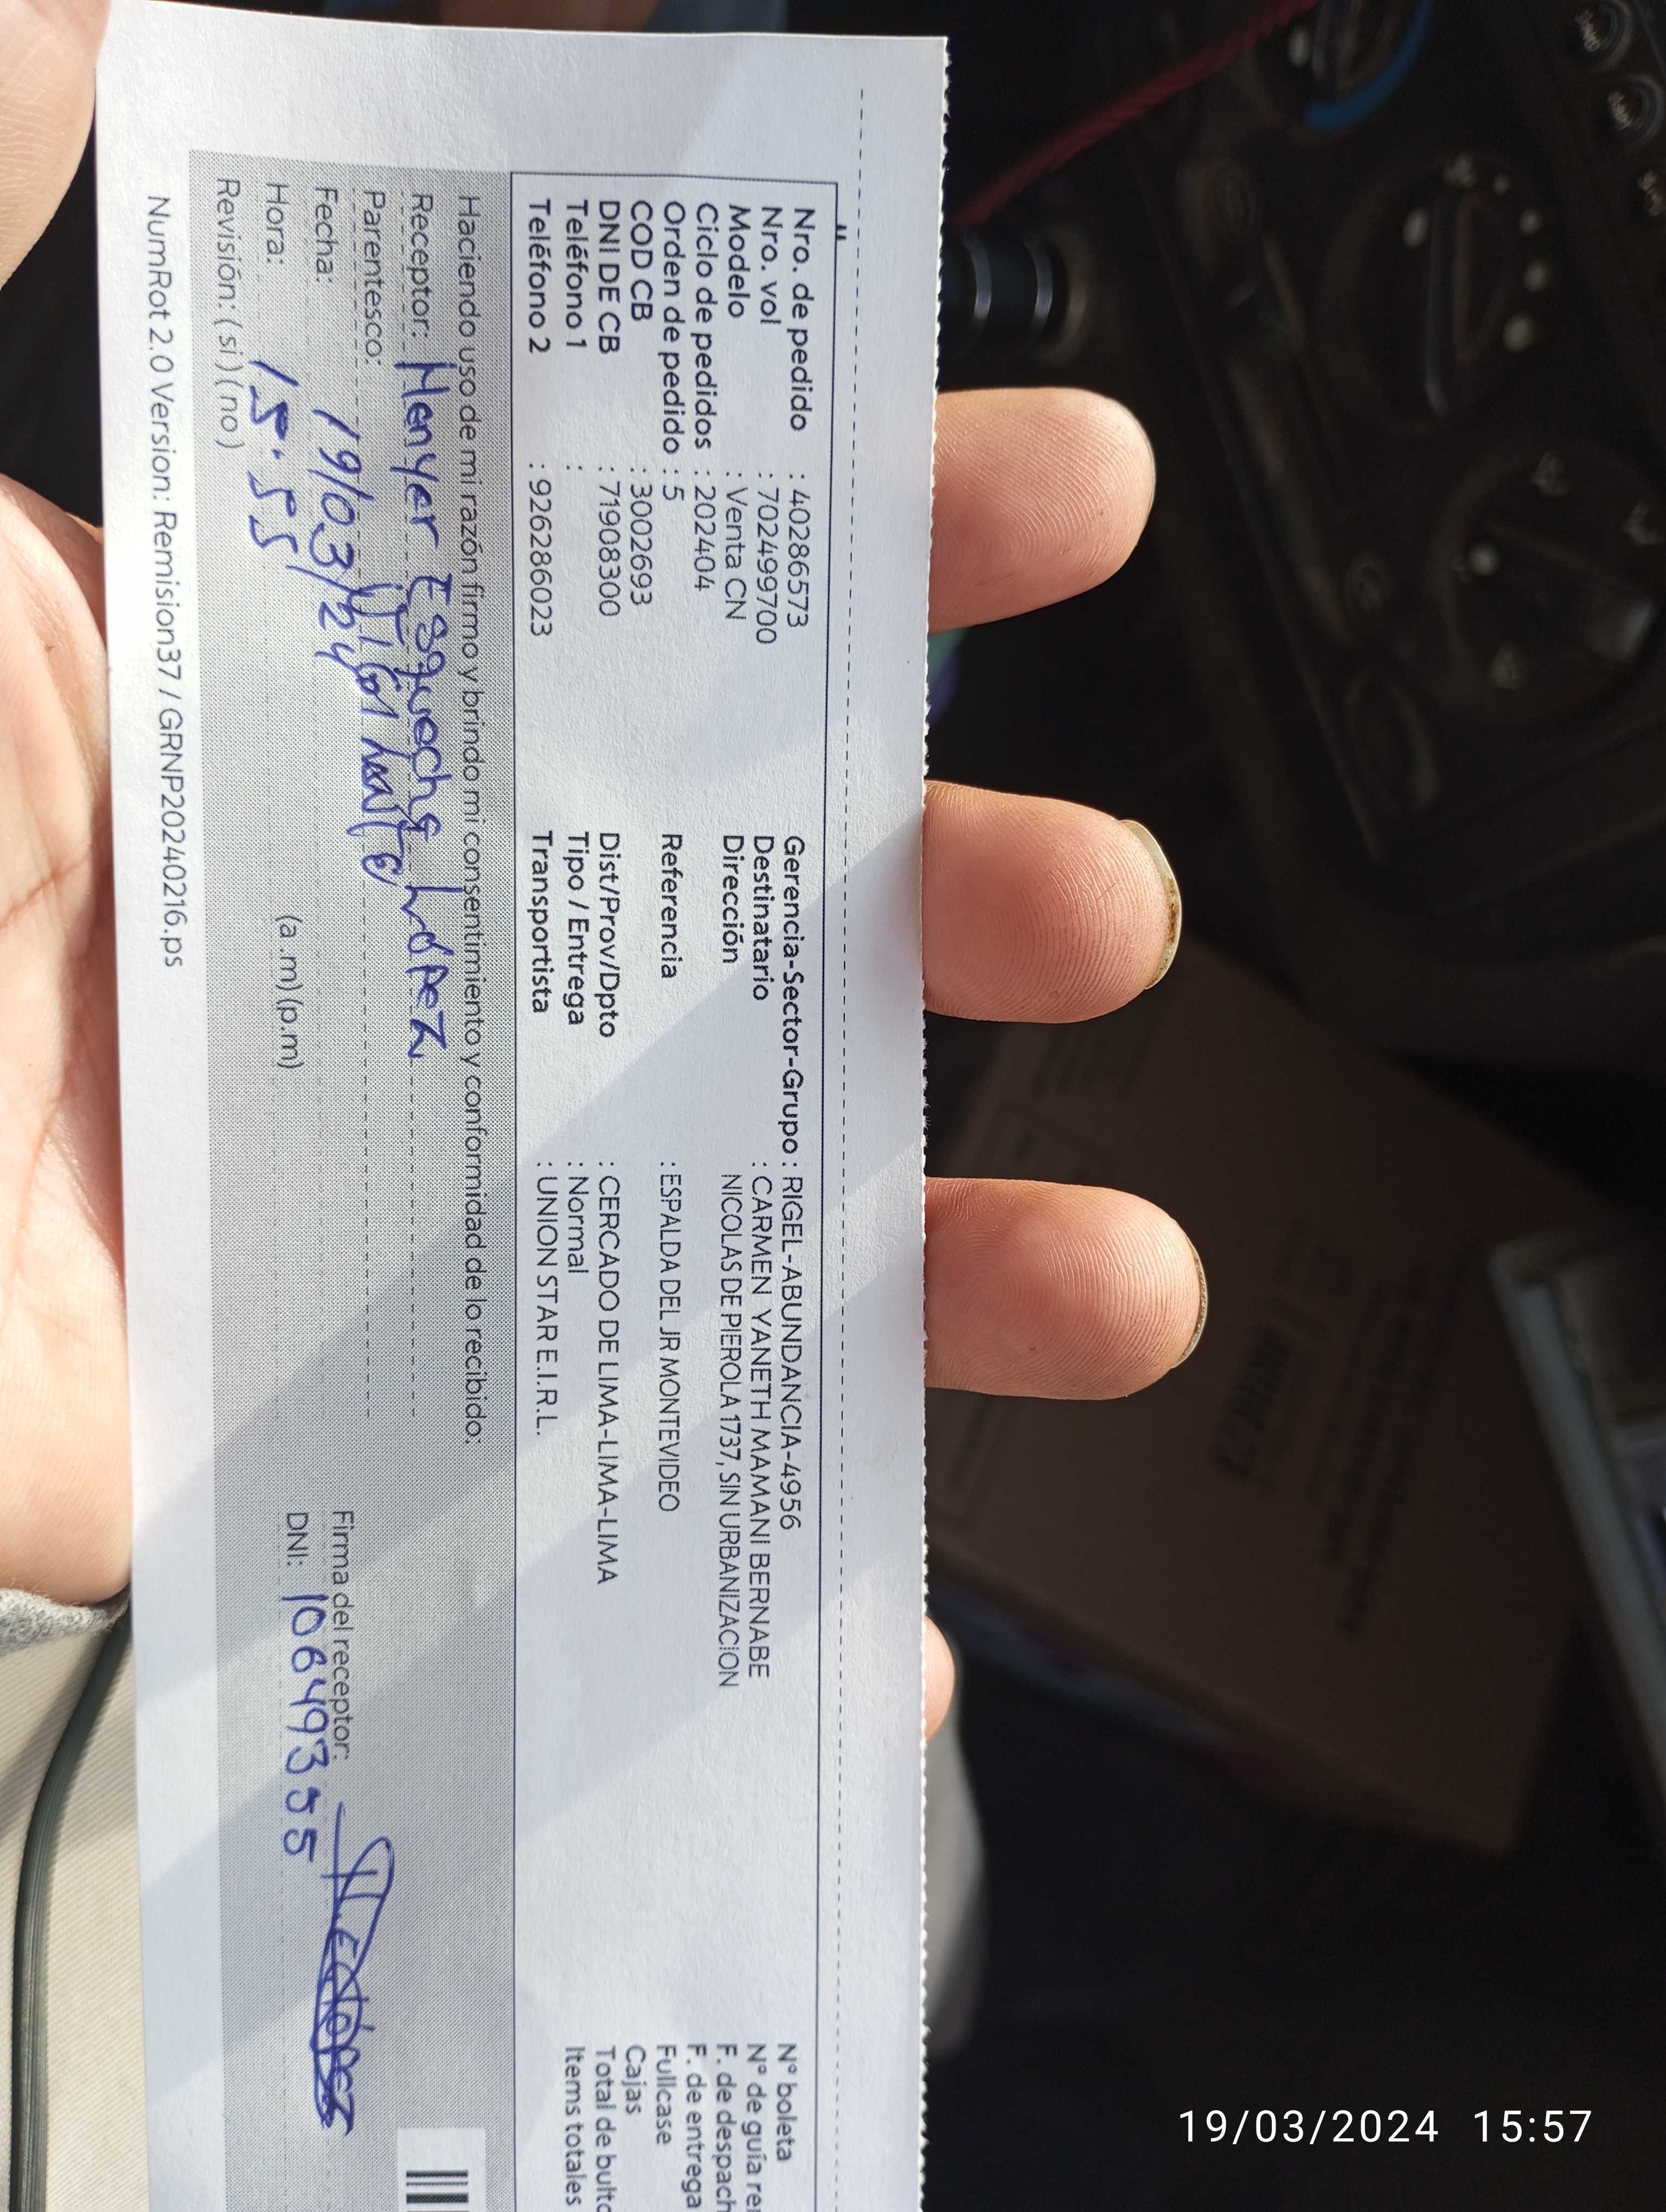 Nro. de pedido : 40286573
Nro. vol : 702499700
Modelo : Venta CN
Ciclo de pedidos : 202404
Orden de pedido : 5
COD CB : 3002693
DNI DE CB : 71908300
Teléfono 1 :
Teléfono 2 : 926286023
Gerencia-Sector-Grupo : RIGEL-ABUNDANCIA-4956
Destinatario : CARMEN YANETH MAMANI BERNABE
Dirección NICOLAS DE PIEROLA 1737, SIN URBANIZACION
Referencia : ESPALDA DEL JR MONTEVIDEO
Dist/Prov/Dpto : CERCADO DE LIMA-LIMA-LIMA
Tipo / Entrega : Normal
Transportista : UNION STAR E.I.R.L.
N° boleta
N° de guía
F. de despach
F. de entrega
Fullcase
Cajas
Total de bulto
Items totales
Haciendo uso de mi razón firmo y brindo mi consentimiento y conformidad de lo recibido:
Receptor: Henyer Esqueche López
Parentesco: Vigilante
Fecha: 19/03/24
Hora: 15:55 (a.m) (p.m)
Revisión: ( si ) ( no )
Firma del receptor:
DNI: 10649355
NumRot 2.0 Version: Remision37 / GRNP20240216.ps
19/03/2024 15:57